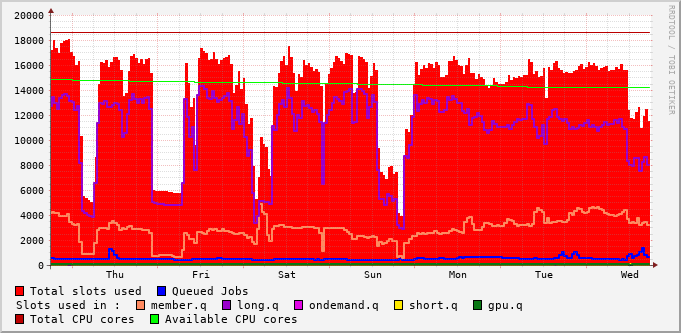 20000
18000
16000
14000
12000
10000
8000
6000
4000
2000
0
Thu Fri Sat Sun Mon Tue Wed
Total slots used Queued Jobs
Slots used in : member.q long.q ondemand.q short.q gpu.q
Total CPU cores Available CPU cores
RRDTOOL / TOBI OETIKER